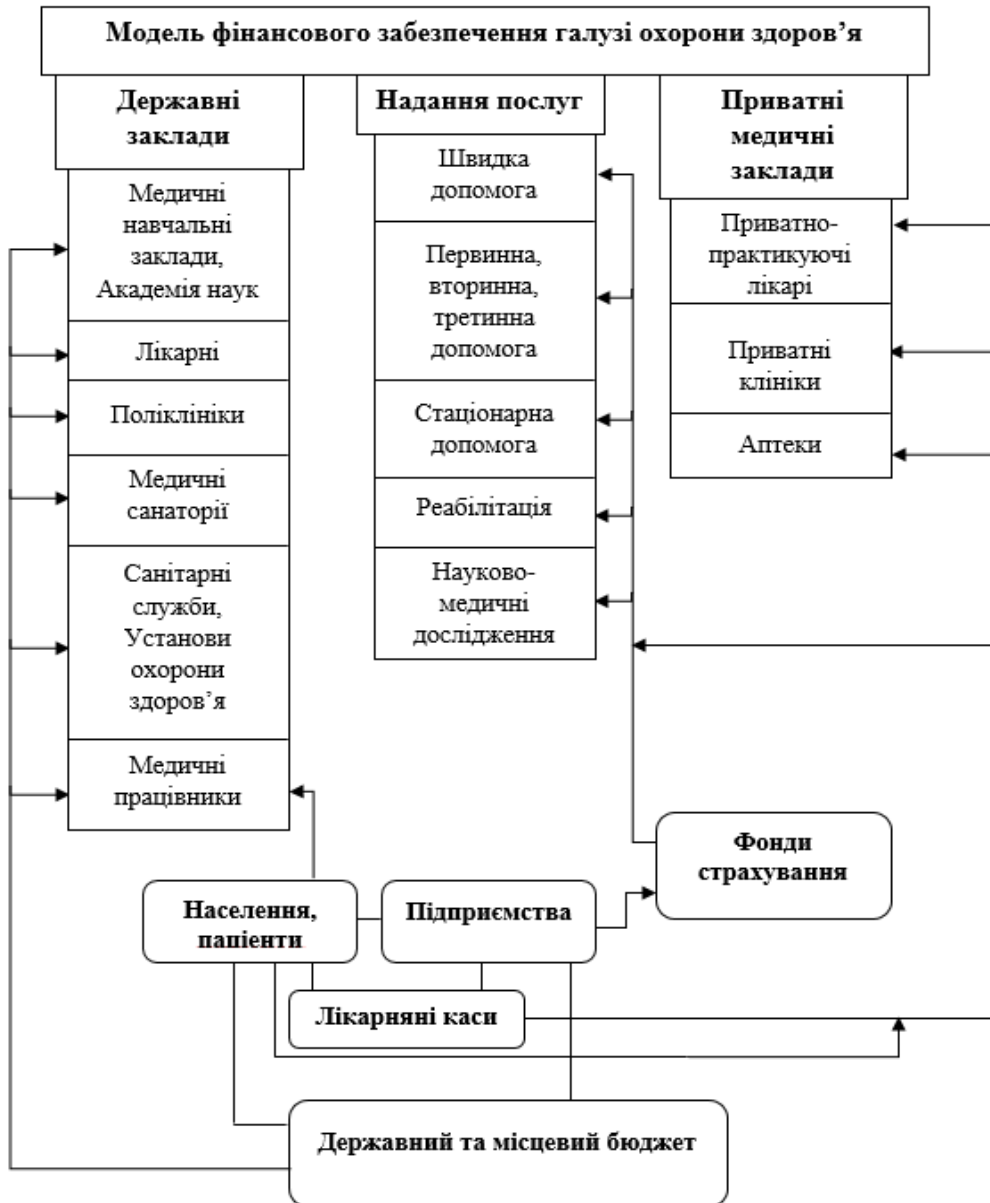 Модель фінансового забезпечення галузі охорони здоров’я
Державні
заклади
Медичні
навчальні
заклади,
Академія наук
Лікарні
Поліклініки
Медичні
санаторії
Санітарні
служби,
Установи
охорони
здоров’я
Медичні
працівники
Надання послуг
Швидка
допомога
Первинна,
вторинна,
третинна
допомога
Стаціонарна
допомога
Реабілітація
Науково-
медичні
дослідження
Приватні
медичні
заклади
Приватно-
практикуючі
лікарі
Приватні
клініки
Аптеки
Фонди
страхування
Населення,
пацієнти
Підприємства
Лікарняні каси
Державний та місцевий бюджет